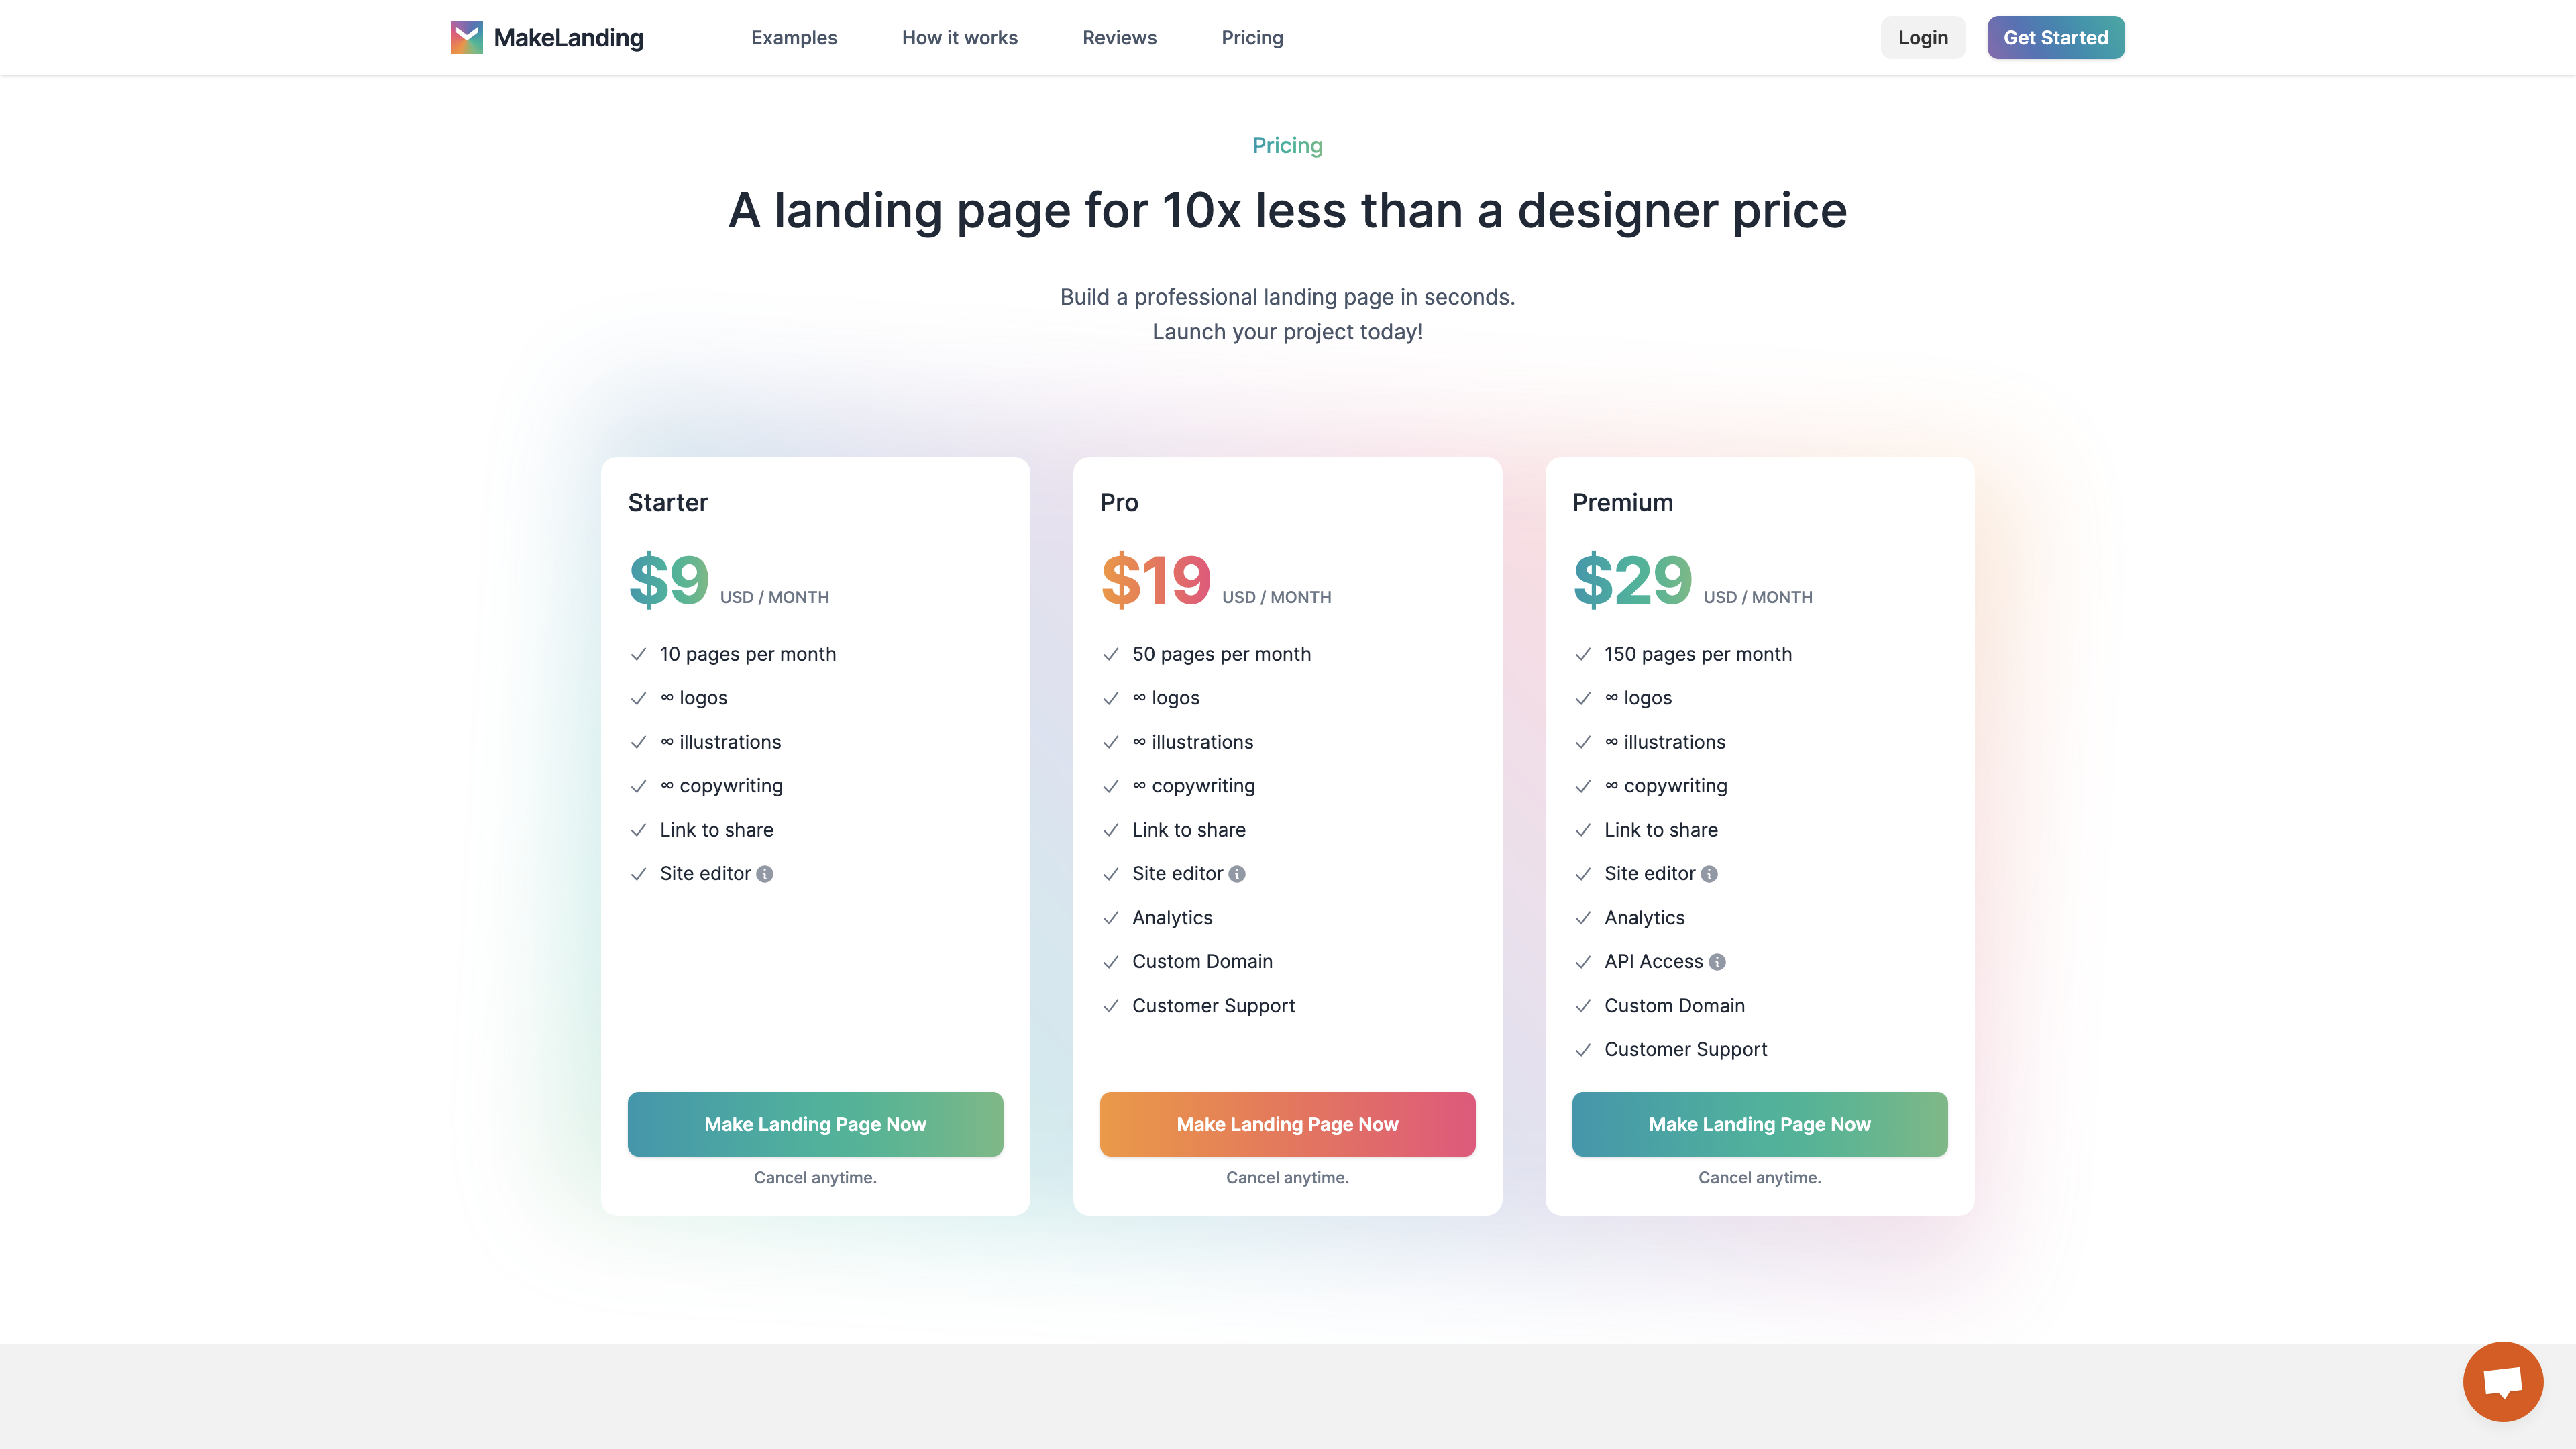 MakeLanding
Examples
How it works
Reviews
Pricing
Login
Get Started
Pricing
A landing page for 10x less than a designer price
Build a professional landing page in seconds.
Launch your project today!
Starter
$9 USD / MONTH
10 pages per month
∞ logos
∞ illustrations
∞ copywriting
Link to share
Site editor
Make Landing Page Now
Cancel anytime.
Pro
$19 USD / MONTH
50 pages per month
∞ logos
∞ illustrations
∞ copywriting
Link to share
Site editor
Analytics
Custom Domain
Customer Support
Make Landing Page Now
Cancel anytime.
Premium
$29 USD / MONTH
150 pages per month
∞ logos
∞ illustrations
∞ copywriting
Link to share
Site editor
Analytics
API Access
Custom Domain
Customer Support
Make Landing Page Now
Cancel anytime.